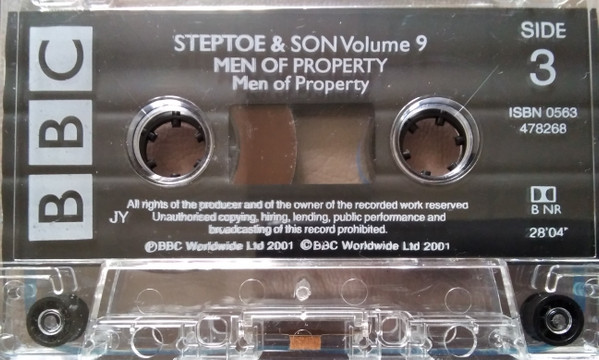 BBC
STEPTOE & SON Volume 9
MEN OF PROPERTY
Men of Property
SIDE
3
ISBN 0563
478268
All rights of the producer and of the owner of the recorded work reserved
Unauthorised copying, hiring, lending, public performance and
broadcasting of this record prohibited.
JY
℗BBC Worldwide Ltd 2001 ©BBC Worldwide Ltd 2001
B NR
28'04"